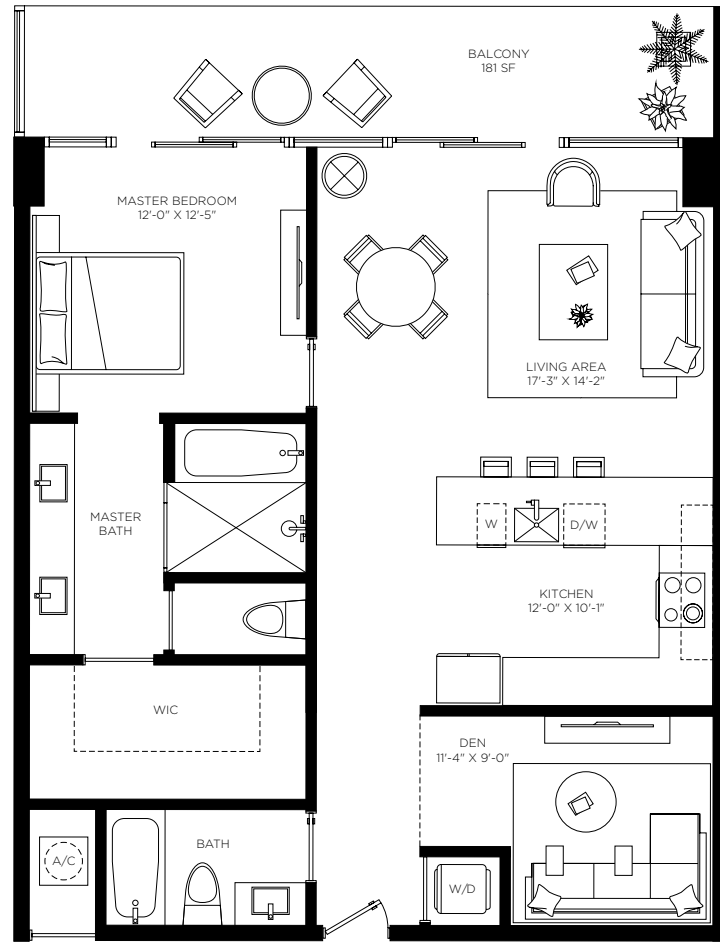 BALCONY
181 SF
MASTER BEDROOM
12'-0" X 12'-5"
LIVING AREA
17'-3" X 14'-2"
MASTER
BATH
W
D/W
KITCHEN
12'-0" X 10'-1"
WIC
DEN
11'-4" X 9'-0"
BATH
A/C
W/D